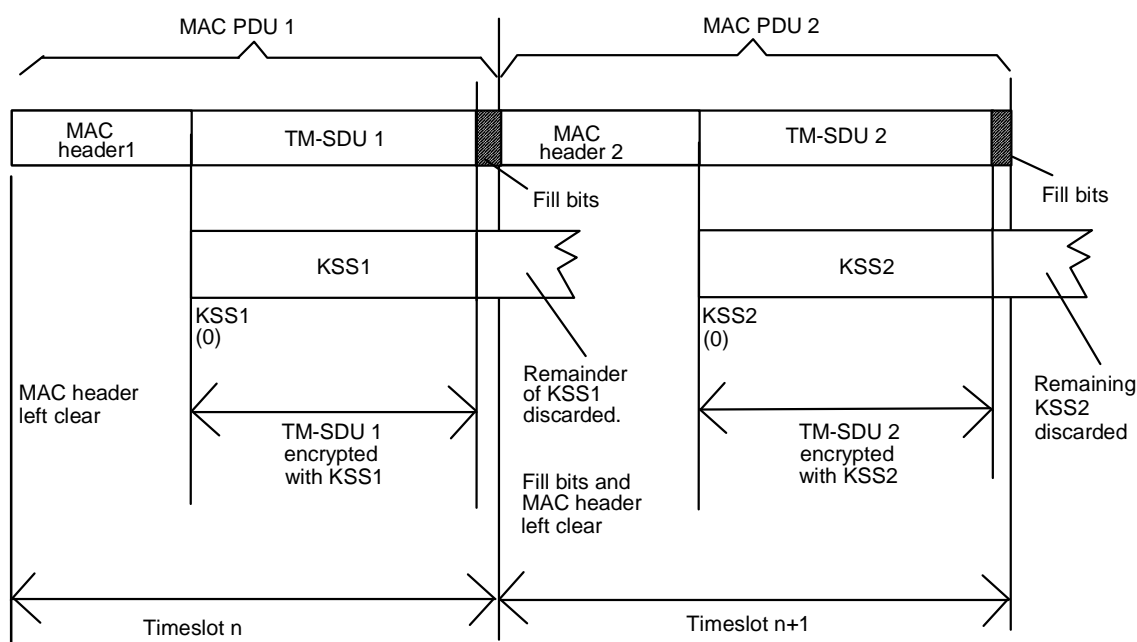 MAC PDU 1
MAC PDU 2
MAC
header1
TM-SDU 1
MAC
header 2
TM-SDU 2
Fill bits
Fill bits
KSS1
KSS2
KSS1
(0)
KSS2
(0)
MAC header
left clear
Remainder
of KSS1
discarded.
Remaining
KSS2
discarded
TM-SDU 1
encrypted
with KSS1
TM-SDU 2
encrypted
with KSS2
Fill bits and
MAC header
left clear
Timeslot n
Timeslot n+1